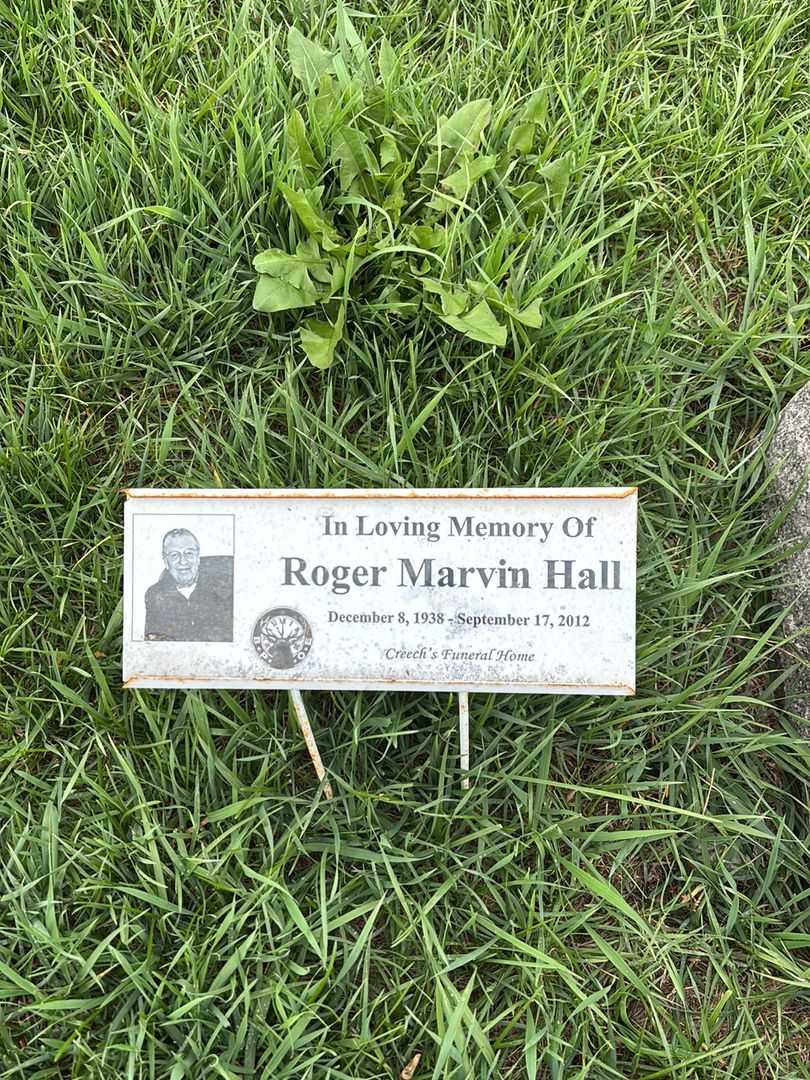 In Loving Memory Of
Roger Marvin Hall
December 8, 1938 - September 17, 2012
Creech's Funeral Home